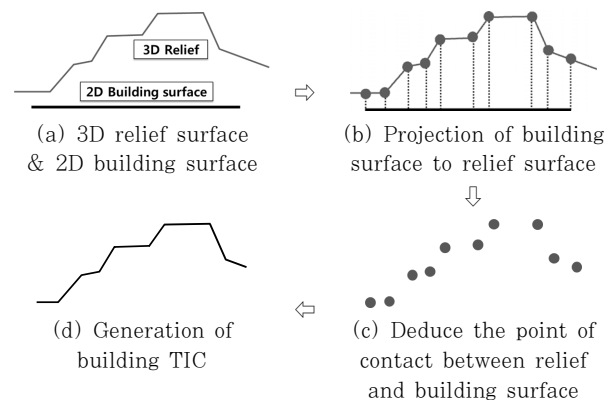 3D Relief
2D Building surface
(a) 3D relief surface
& 2D building surface
(b) Projection of building
surface to relief surface
(c) Deduce the point of
contact between relief
and building surface
(d) Generation of
building TIC